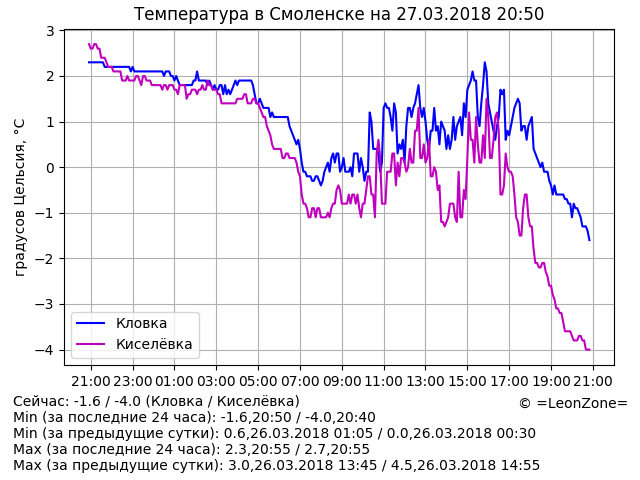 Температура в Смоленске на 27.03.2018 20:50
градусов Цельсия, °C
3
2
1
0
−1
−2
−3
−4
Кловка
Киселёвка
21:00 23:00 01:00 03:00 05:00 07:00 09:00 11:00 13:00 15:00 17:00 19:00 21:00
Сейчас: -1.6 / -4.0 (Кловка / Киселёвка)
© =LeonZone=
Min (за последние 24 часа): -1.6,20:50 / -4.0,20:40
Min (за предыдущие сутки): 0.6,26.03.2018 01:05 / 0.0,26.03.2018 00:30
Max (за последние 24 часа): 2.3,20:55 / 2.7,20:55
Max (за предыдущие сутки): 3.0,26.03.2018 13:45 / 4.5,26.03.2018 14:55